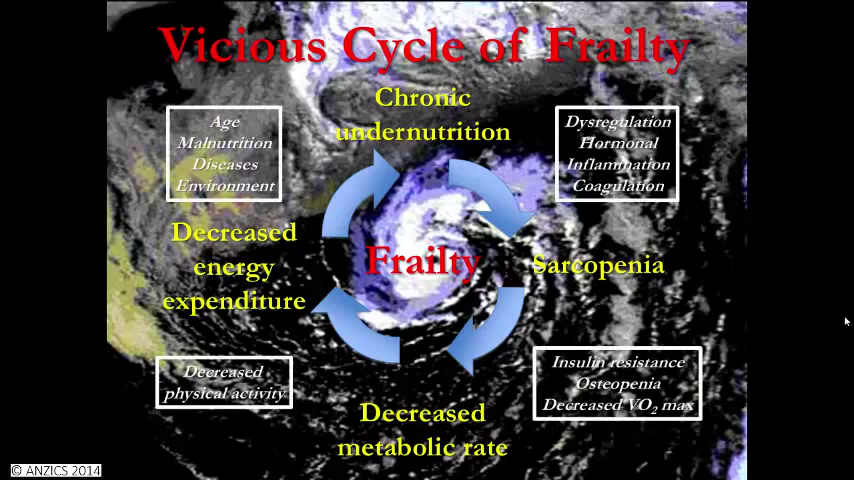 Vicious Cycle of Frailty
Chronic
undernutrition
Age
Malnutrition
Diseases
Environment
Dysregulation
Hormonal
Inflammation
Coagulation
Decreased
energy
expenditure
Frailty
Sarcopenia
Decreased
physical activity
Insulin resistance
Osteopenia
Decreased VO2 max
Decreased
metabolic rate
© ANZICS 2014